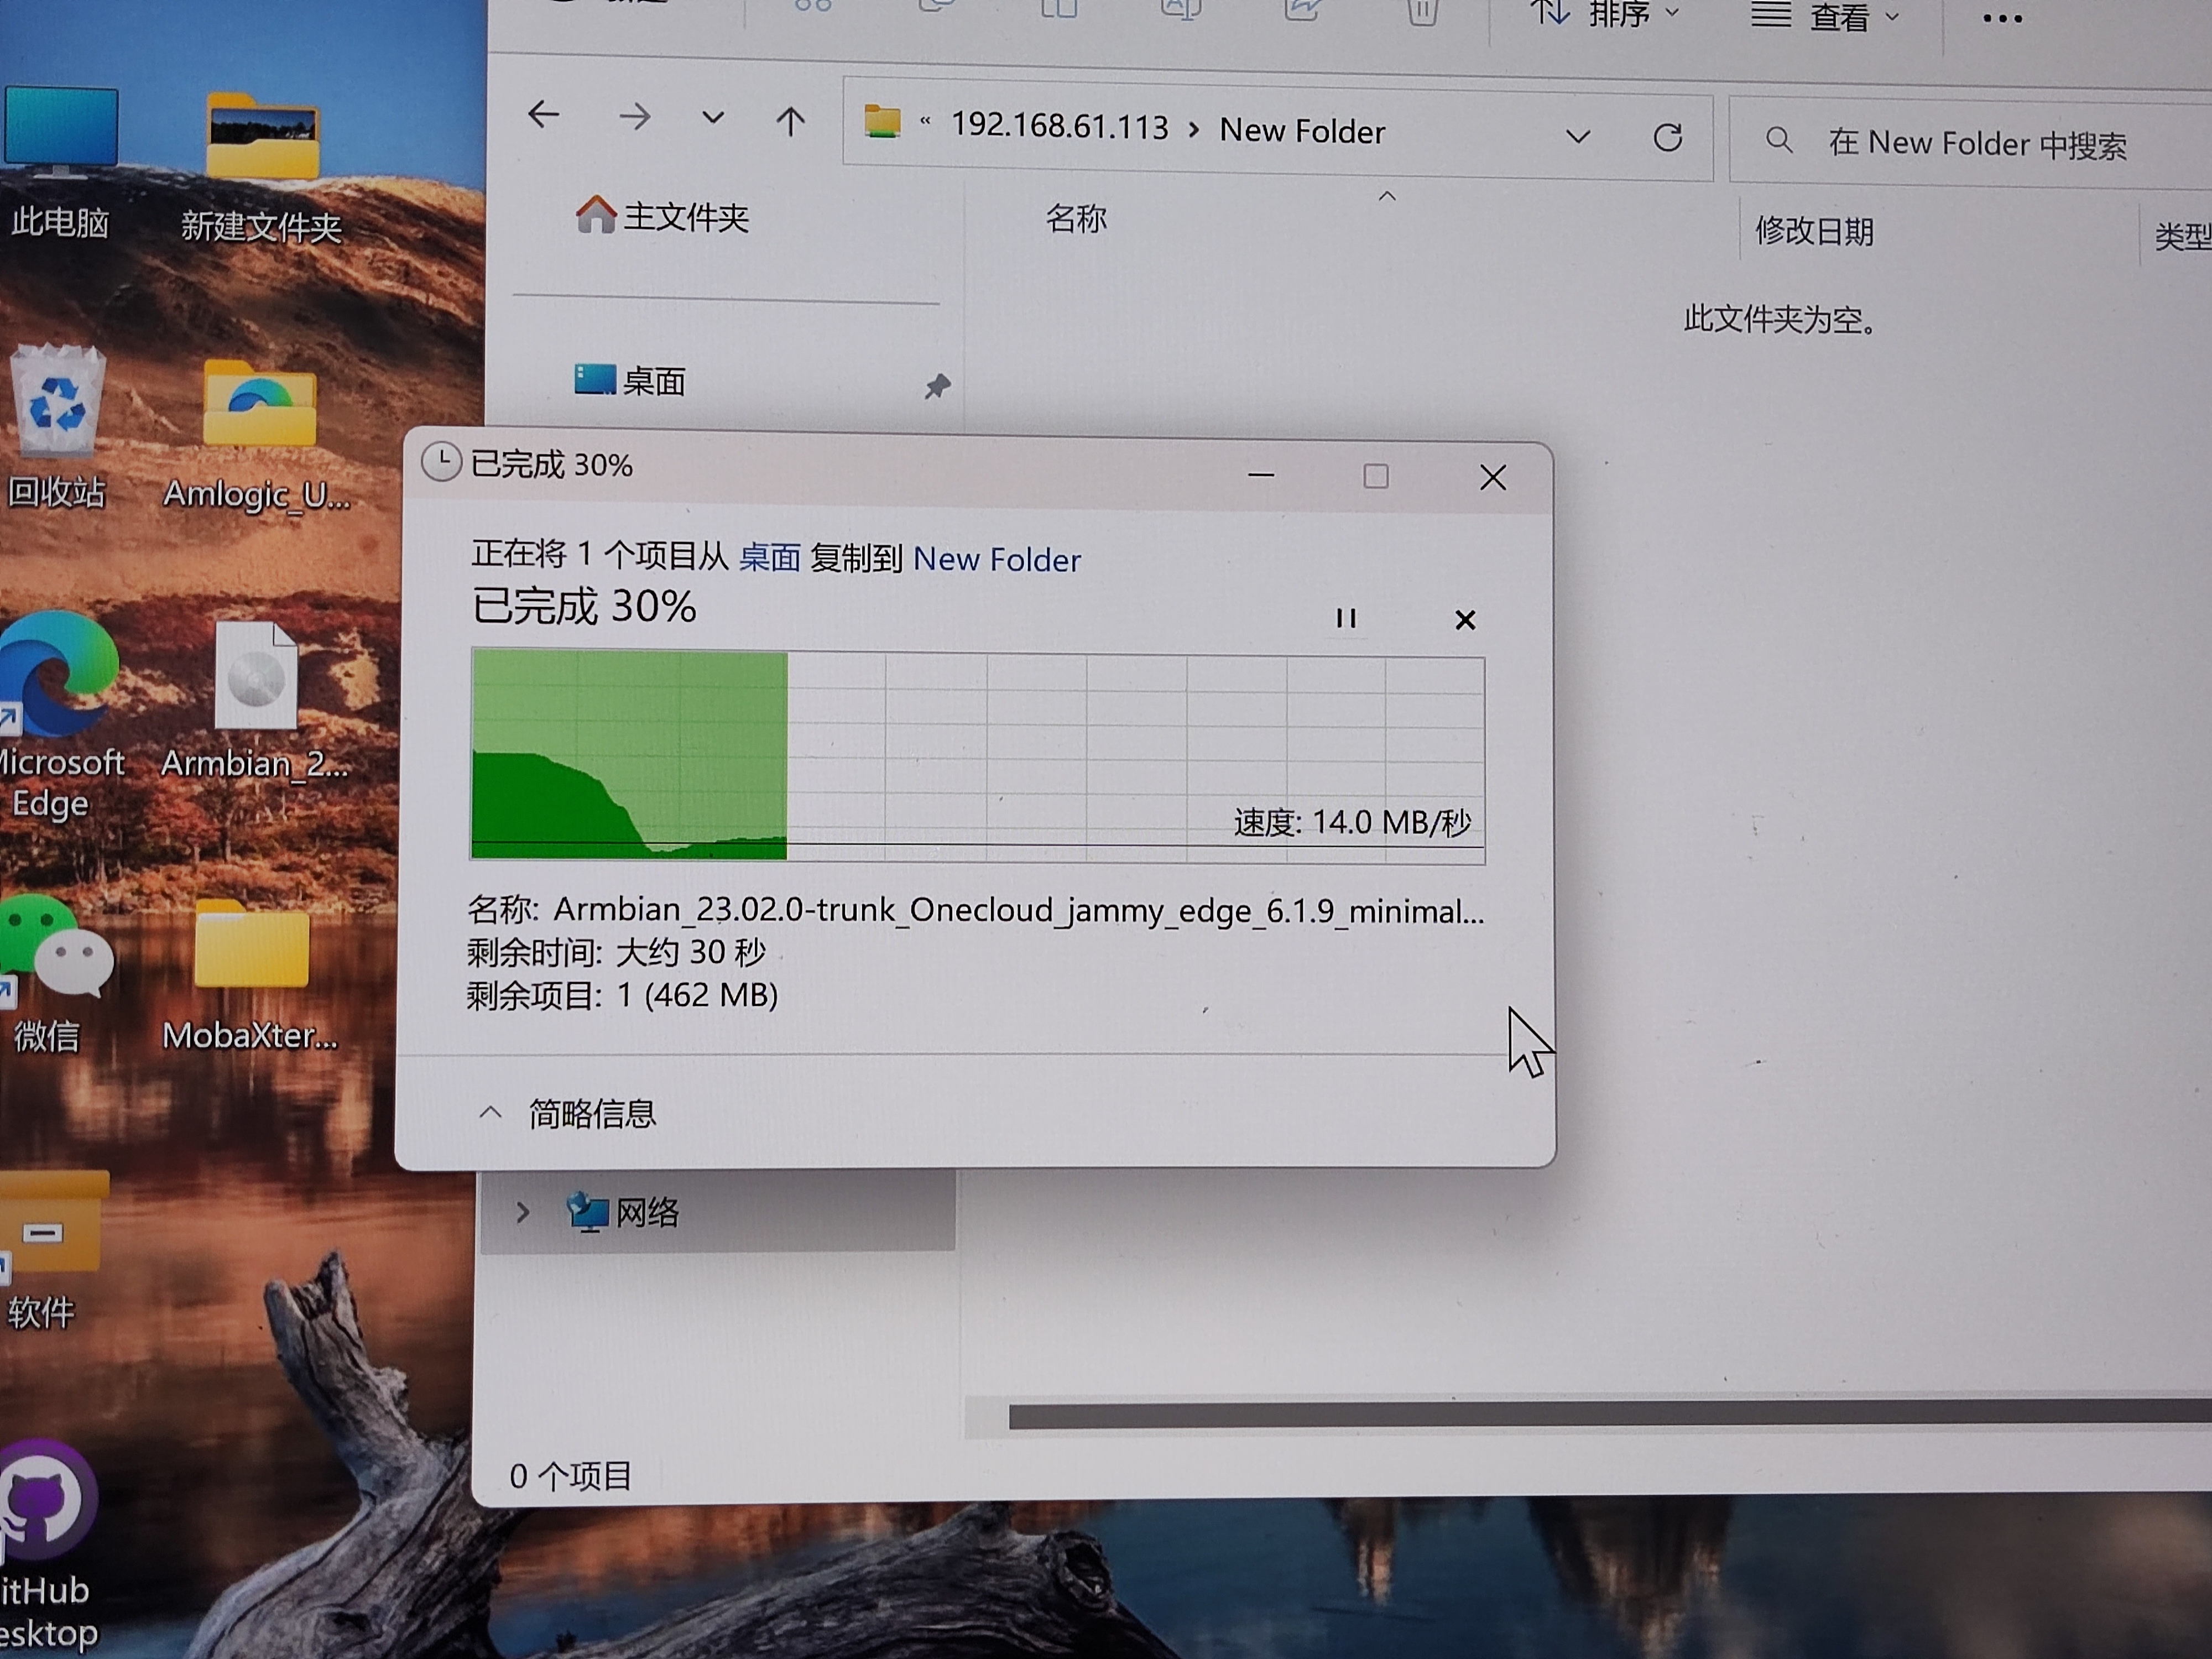 排序
查看
« 192.168.61.113 › New Folder
在 New Folder 中搜索
此电脑
新建文件夹
主文件夹
名称
修改日期
类型
此文件夹为空。
桌面
回收站
Amlogic_U...
已完成 30%
正在将 1 个项目从 桌面 复制到 New Folder
已完成 30%
速度: 14.0 MB/秒
名称: Armbian_23.02.0-trunk_Onecloud_jammy_edge_6.1.9_minimal...
剩余时间: 大约 30 秒
剩余项目: 1 (462 MB)
简略信息
Microsoft
Edge
Armbian_2...
微信
MobaXter...
网络
软件
0 个项目
itHub
esktop